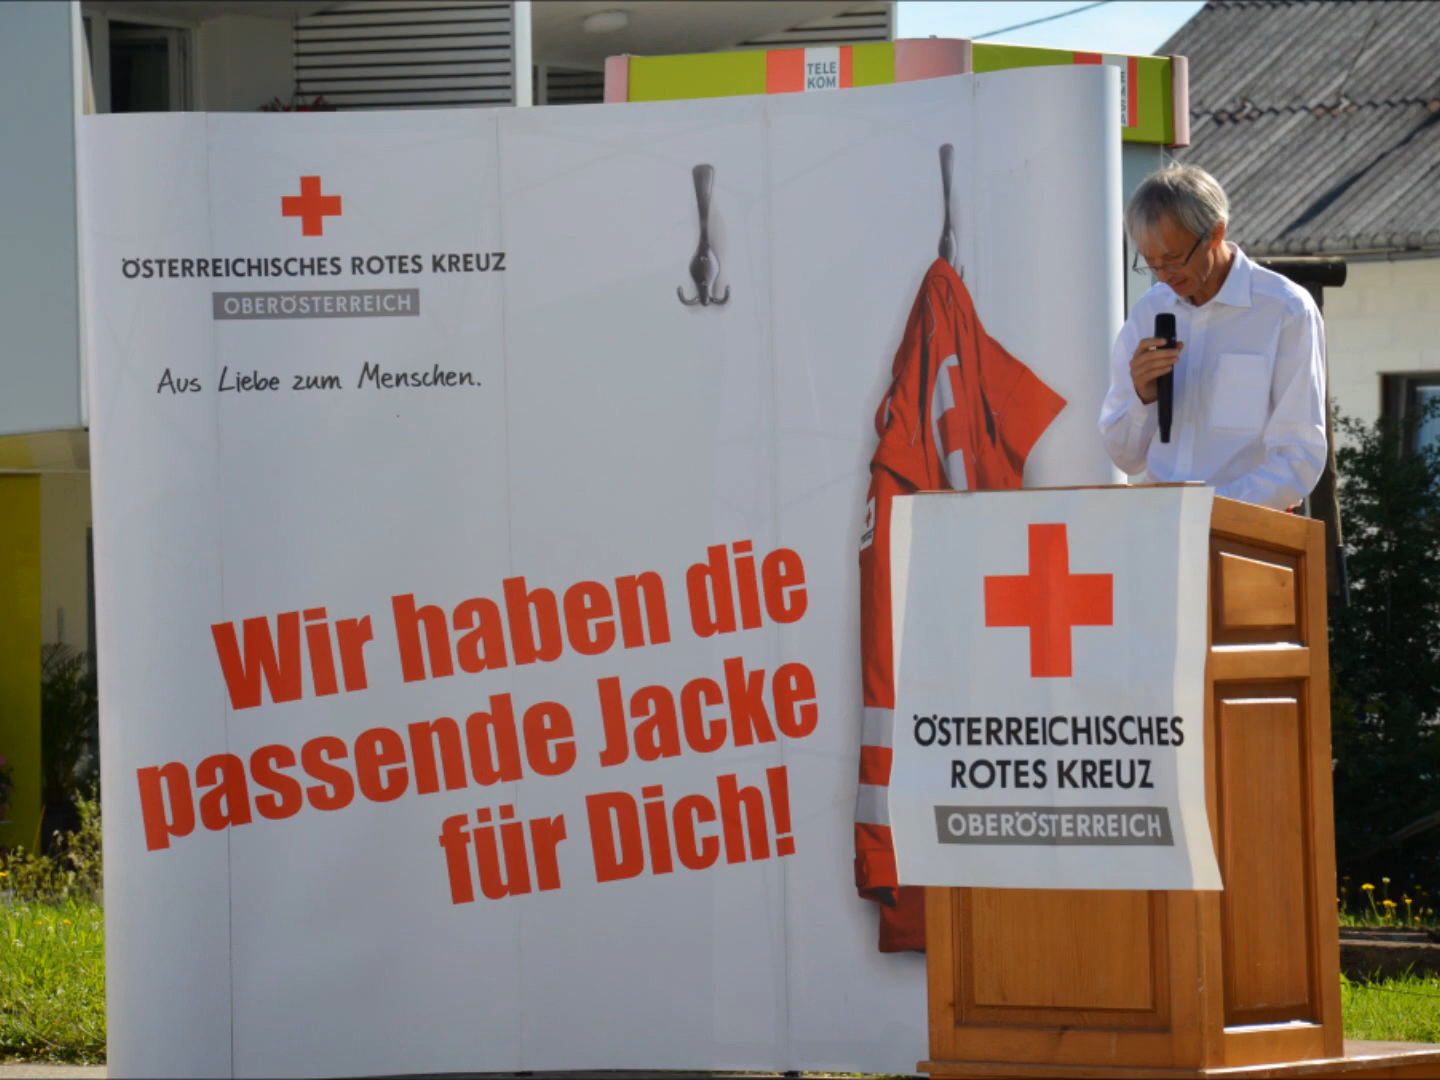 TELE
KOM
ÖSTERREICHISCHES ROTES KREUZ
OBERÖSTERREICH
Aus Liebe zum Menschen.
Wir haben die
passende Jacke
für Dich!
ÖSTERREICHISCHES
ROTES KREUZ
OBERÖSTERREICH